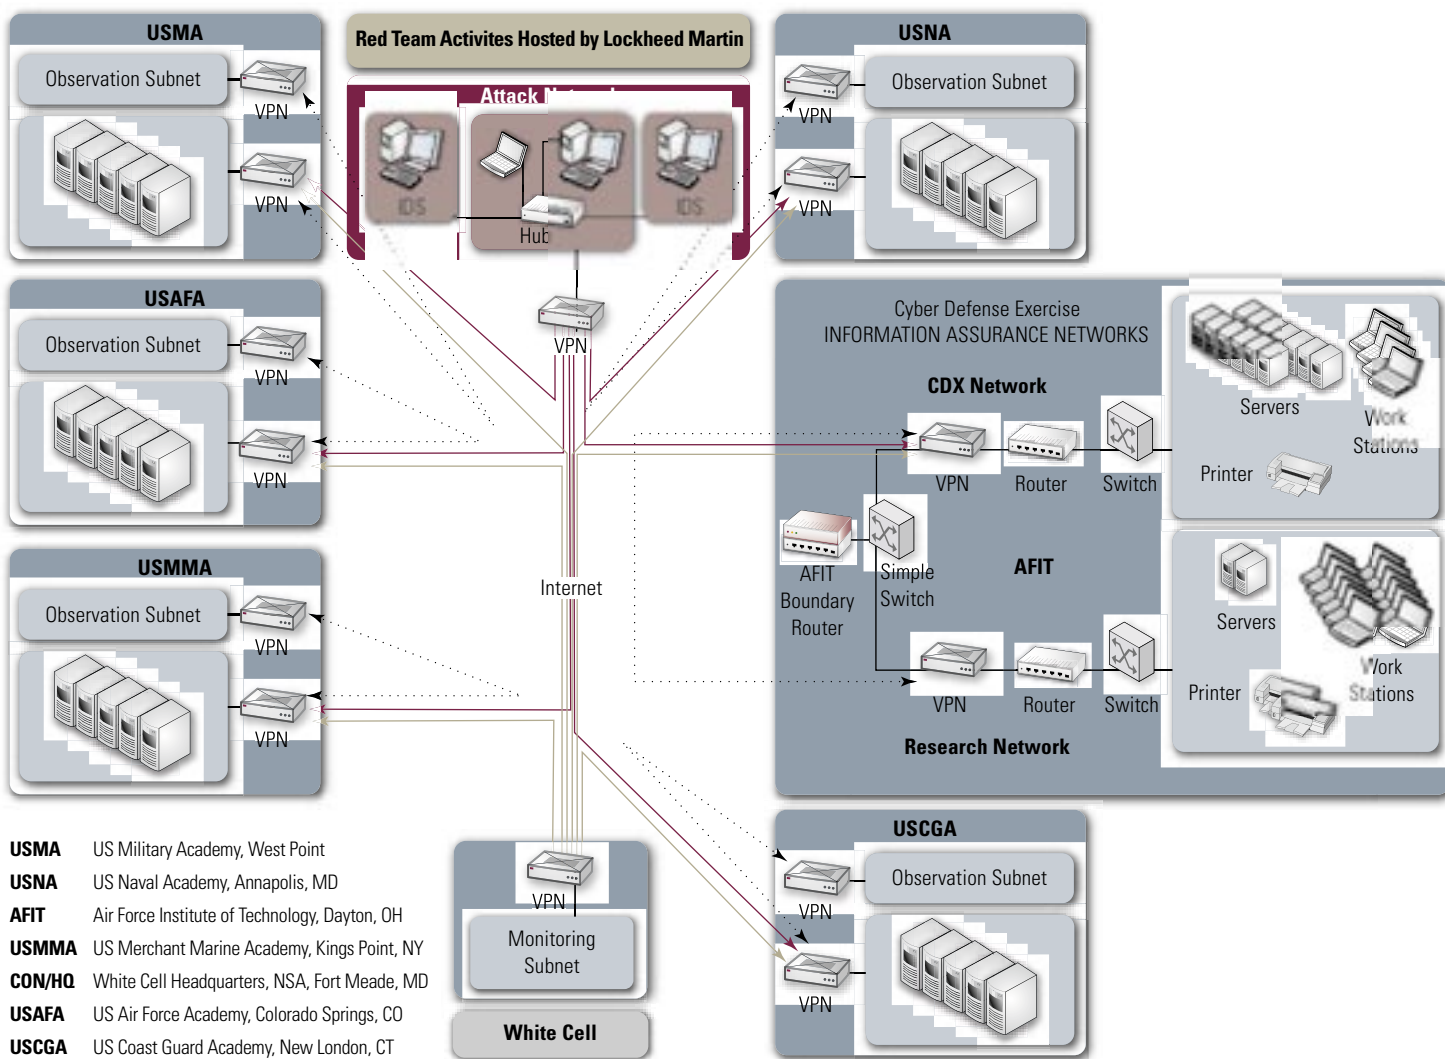 USMA
Observation Subnet
VPN
VPN
Red Team Activites Hosted by Lockheed Martin
Attack
IDS
Hub
IDS
VPN
USNA
Observation Subnet
VPN
VPN
USAFA
Observation Subnet
VPN
VPN
Cyber Defense Exercise
INFORMATION ASSURANCE NETWORKS
CDX Network
Servers
Work
Stations
Printer
VPN
Router
Switch
AFIT
Boundary
Router
Simple
Switch
AFIT
Servers
Work
Stations
Printer
VPN
Router
Switch
Research Network
USMMA
Observation Subnet
VPN
VPN
Internet
USCGA
Observation Subnet
VPN
VPN
VPN
Monitoring
Subnet
White Cell
USMA US Military Academy, West Point
USNA US Naval Academy, Annapolis, MD
AFIT Air Force Institute of Technology, Dayton, OH
USMMA US Merchant Marine Academy, Kings Point, NY
CON/HQ White Cell Headquarters, NSA, Fort Meade, MD
USAFA US Air Force Academy, Colorado Springs, CO
USCGA US Coast Guard Academy, New London, CT